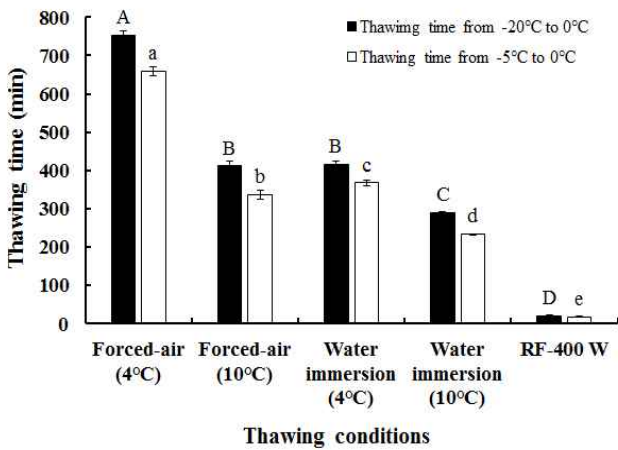 800
700
600
500
400
300
200
100
0
Thawing time (min)
Thawimg time from -20°C to 0°C
Thawing time from -5°C to 0°C
A
a
B
b
B
c
C
d
D
e
Forced-air
(4°C)
Forced-air
(10°C)
Water
immersion
(4°C)
Water
immersion
(10°C)
RF-400 W
Thawing conditions